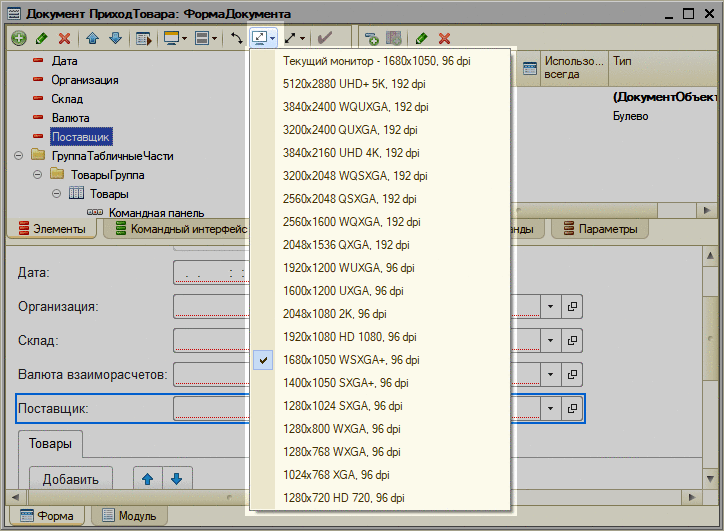 Документ ПриходТовара: ФормаДокумента
Дата
Организация
Склад
Валюта
Поставщик
ГруппаТабличныеЧасти
ТоварыГруппа
Товары
Командная панель
Использо...
всегда
Тип
(ДокументОбъект
Булево
Текущий монитор - 1680x1050, 96 dpi
5120x2880 UHD+ 5K, 192 dpi
3840x2400 WQUXGA, 192 dpi
3200x2400 QUXGA, 192 dpi
3840x2160 UHD 4K, 192 dpi
3200x2048 WQSXGA, 192 dpi
2560x2048 QSXGA, 192 dpi
2560x1600 WQXGA, 192 dpi
2048x1536 QXGA, 192 dpi
1920x1200 WUXGA, 96 dpi
1600x1200 UXGA, 96 dpi
2048x1080 2K, 96 dpi
1920x1080 HD 1080, 96 dpi
1680x1050 WSXGA+, 96 dpi
1400x1050 SXGA+, 96 dpi
1280x1024 SXGA, 96 dpi
1280x800 WXGA, 96 dpi
1280x768 WXGA, 96 dpi
1024x768 XGA, 96 dpi
1280x720 HD 720, 96 dpi
Элементы
Командный интерфейс
нды
Параметры
Дата:
. . : :
Организация:
Склад:
Валюта взаиморасчетов:
Поставщик:
Товары
Добавить
Форма
Модуль